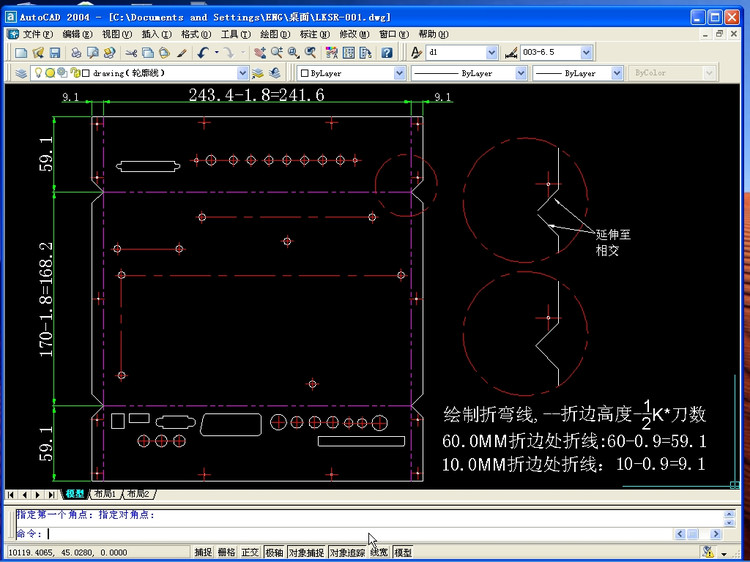 AutoCAD 2004 - [C:\Documents and Settings\ENG\桌面\LKSR-001.dwg]
文件(F) 编辑(E) 视图(V) 插入(I) 格式(O) 工具(T) 绘图(D) 标注(N) 修改(M) 窗口(W) 帮助(H)
d1 003-6.5
drawing(轮廓线) ByLayer ByLayer ByLayer ByColor
9.1 243.4-1.8=241.6 9.1
59.1
170-1.8=168.2
59.1
延伸至
相交
绘制折弯线,--折边高度-1/2K*刀数
60.0MM折边处折线:60-0.9=59.1
10.0MM折边处折线: 10-0.9=9.1
模型 布局1 布局2
指定第一个角点: 指定对角点:
命令:
10119.4065, 45.0280, 0.0000 捕捉 栅格 正交 极轴 对象捕捉 对象追踪 线宽 模型